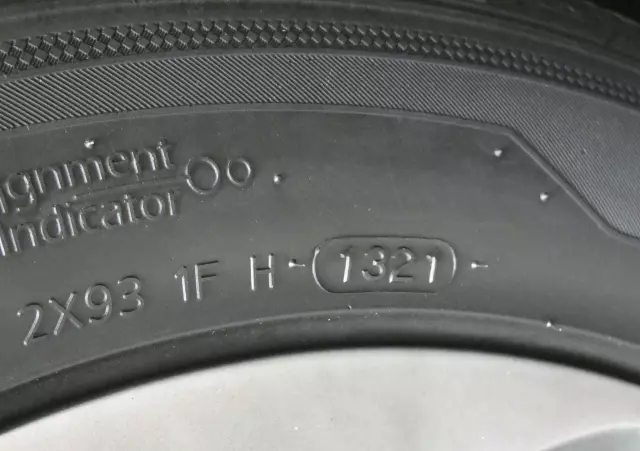 ignment
Indicator
2X93 1F H 1321